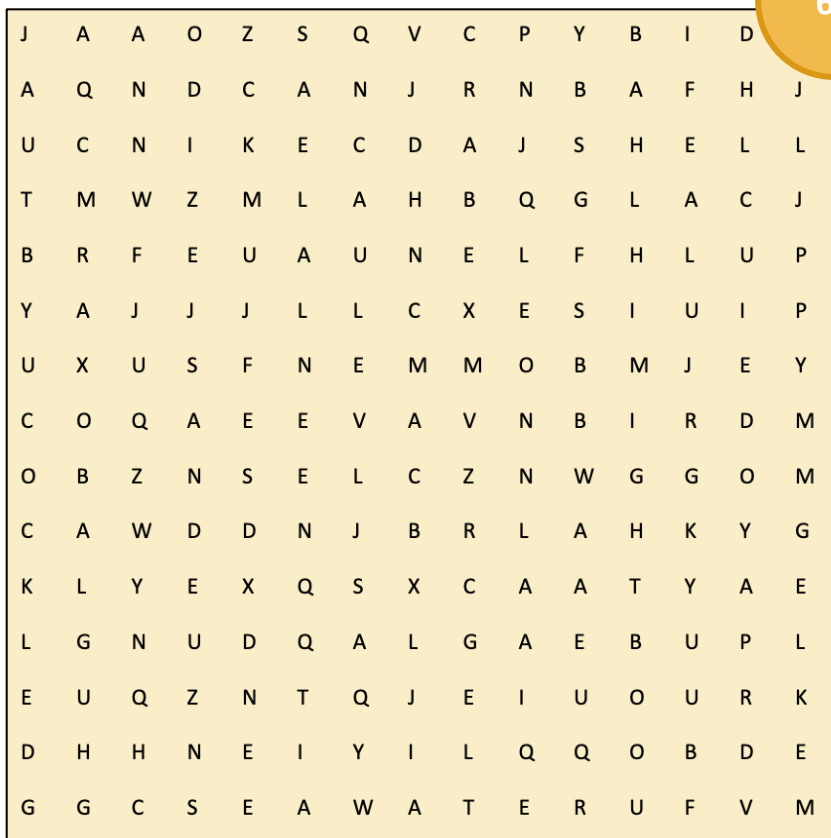 J A A O Z S Q V C P Y B I D
A Q N D C A N J R N B A F H J
U C N I K E C D A J S H E L L
T M W Z M L A H B Q G L A C J
B R F E U A U N E L F H L U P
Y A J J J L L C X E S I U I P
U X U S F N E M M O B M J E Y
C O Q A E E V A V N B I R D M
O B Z N S E L C Z N W G G O M
C A W D D N J B R L A H K Y G
K L Y E X Q S X C A A T Y A E
L G N U D Q A L G A E B U P L
E U Q Z N T Q J E I U O U R K
D H H N E I Y I L Q Q O B D E
G G C S E A W A T E R U F V M